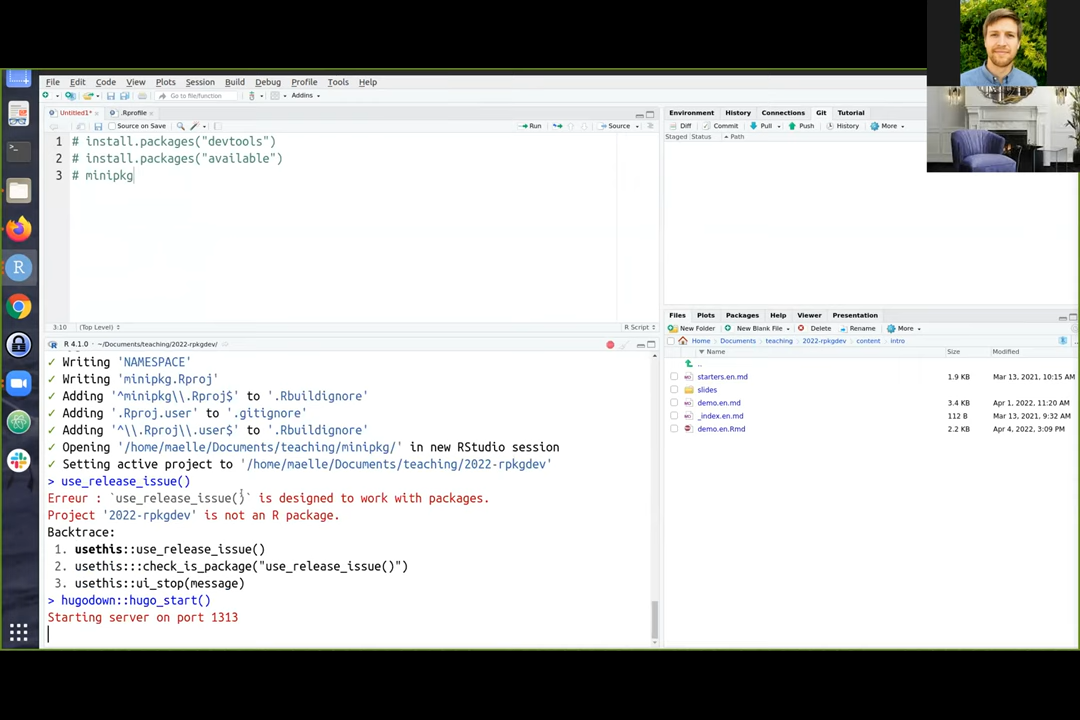 File Edit Code View Plots Session Build Debug Profile Tools Help
Go to file/function Addins
Untitled1* .Rprofile
Source on Save Run Source
1 # install.packages("devtools")
2 # install.packages("available")
3 # minipkg
3:10 (Top Level) R Script
R 4.1.0 · ~/Documents/teaching/2022-rpkgdev/
✓ Writing 'NAMESPACE'
✓ Writing 'minipkg.Rproj'
✓ Adding '^minipkg\\.Rproj$' to '.Rbuildignore'
✓ Adding '.Rproj.user' to '.gitignore'
✓ Adding '^\\.Rproj\\.user$' to '.Rbuildignore'
✓ Opening '/home/maelle/Documents/teaching/minipkg/' in new RStudio session
✓ Setting active project to '/home/maelle/Documents/teaching/2022-rpkgdev'
> use_release_issue()
Erreur : `use_release_issue()` is designed to work with packages.
Project '2022-rpkgdev' is not an R package.
Backtrace:
1. usethis::use_release_issue()
2. usethis:::check_is_package("use_release_issue()")
3. usethis::ui_stop(message)
> hugodown::hugo_start()
Starting server on port 1313
Environment History Connections Git Tutorial
Diff Commit Pull Push History More
Staged Status Path
Files Plots Packages Help Viewer Presentation
New Folder New Blank File Delete Rename More
Home Documents teaching 2022-rpkgdev content intro
Name Size Modified
..
starters.en.md 1.9 KB Mar 13, 2021, 10:15 AM
slides
demo.en.md 3.4 KB Apr 1, 2022, 11:20 AM
_index.en.md 112 B Mar 13, 2021, 9:32 AM
demo.en.Rmd 2.2 KB Apr 4, 2022, 3:09 PM